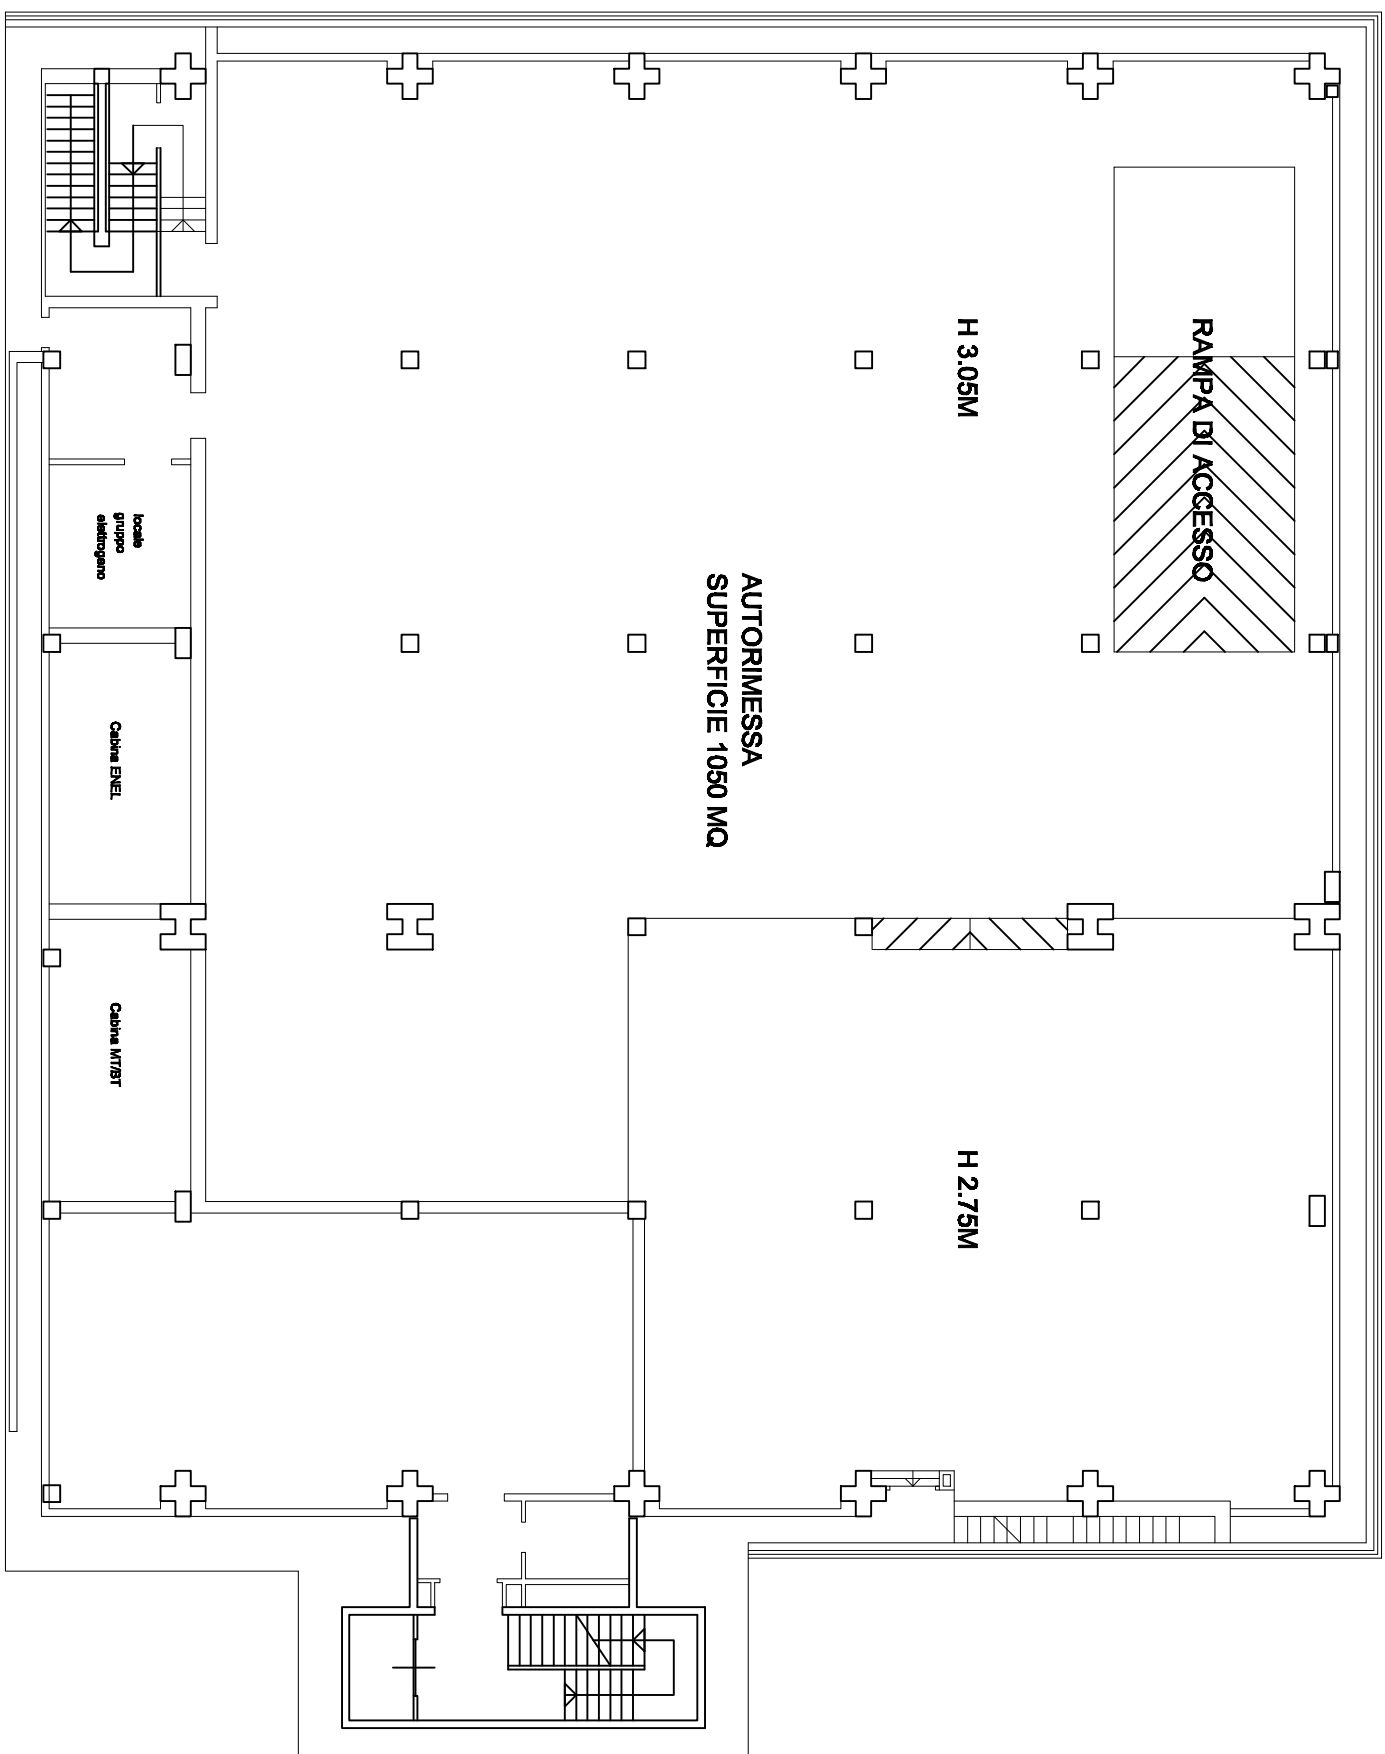 RAMPA DI ACCESSO
H 3.05M
H 2.75M
AUTORIMESSA
SUPERFICIE 1050 MQ
locale
gruppo
elettrogeno
Cabina ENEL
Cabina MT/BT